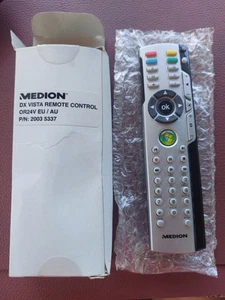 MEDION
DX VISTA REMOTE CONTROL
OR24V EU / AU
P/N: 2003 5337
ok
MEDION